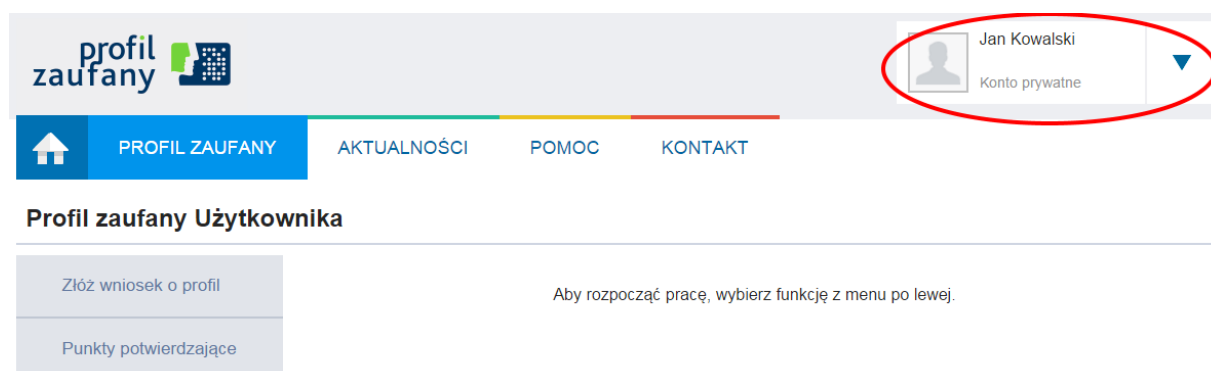 profil
zaufany
Jan Kowalski
Konto prywatne
PROFIL ZAUFANY
AKTUALNOŚCI
POMOC
KONTAKT
Profil zaufany Użytkownika
Złóż wniosek o profil
Aby rozpocząć pracę, wybierz funkcję z menu po lewej.
Punkty potwierdzające